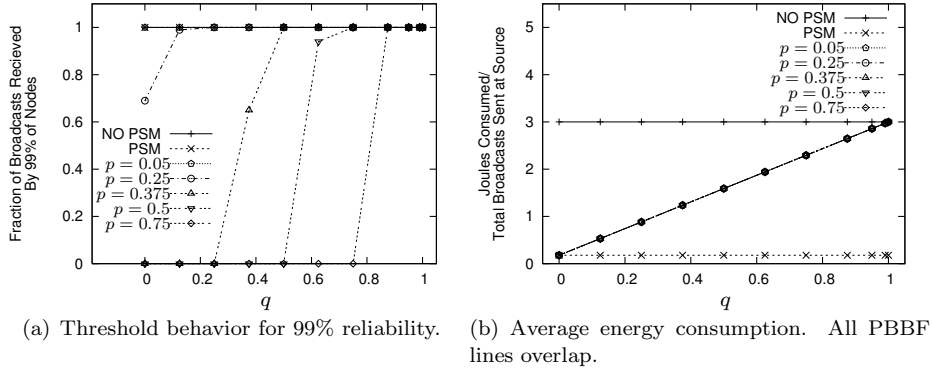 Fraction of Broadcasts Recieved
By 99% of Nodes
1
0.8
0.6
0.4
0.2
0
NO PSM
PSM
p = 0.05
p = 0.25
p = 0.375
p = 0.5
p = 0.75
0 0.2 0.4 0.6 0.8 1
q
(a) Threshold behavior for 99% reliability.
Joules Consumed/
Total Broadcasts Sent at Source
5
4
3
2
1
0
NO PSM
PSM
p = 0.05
p = 0.25
p = 0.375
p = 0.5
p = 0.75
0 0.2 0.4 0.6 0.8 1
q
(b) Average energy consumption. All PBBF
lines overlap.